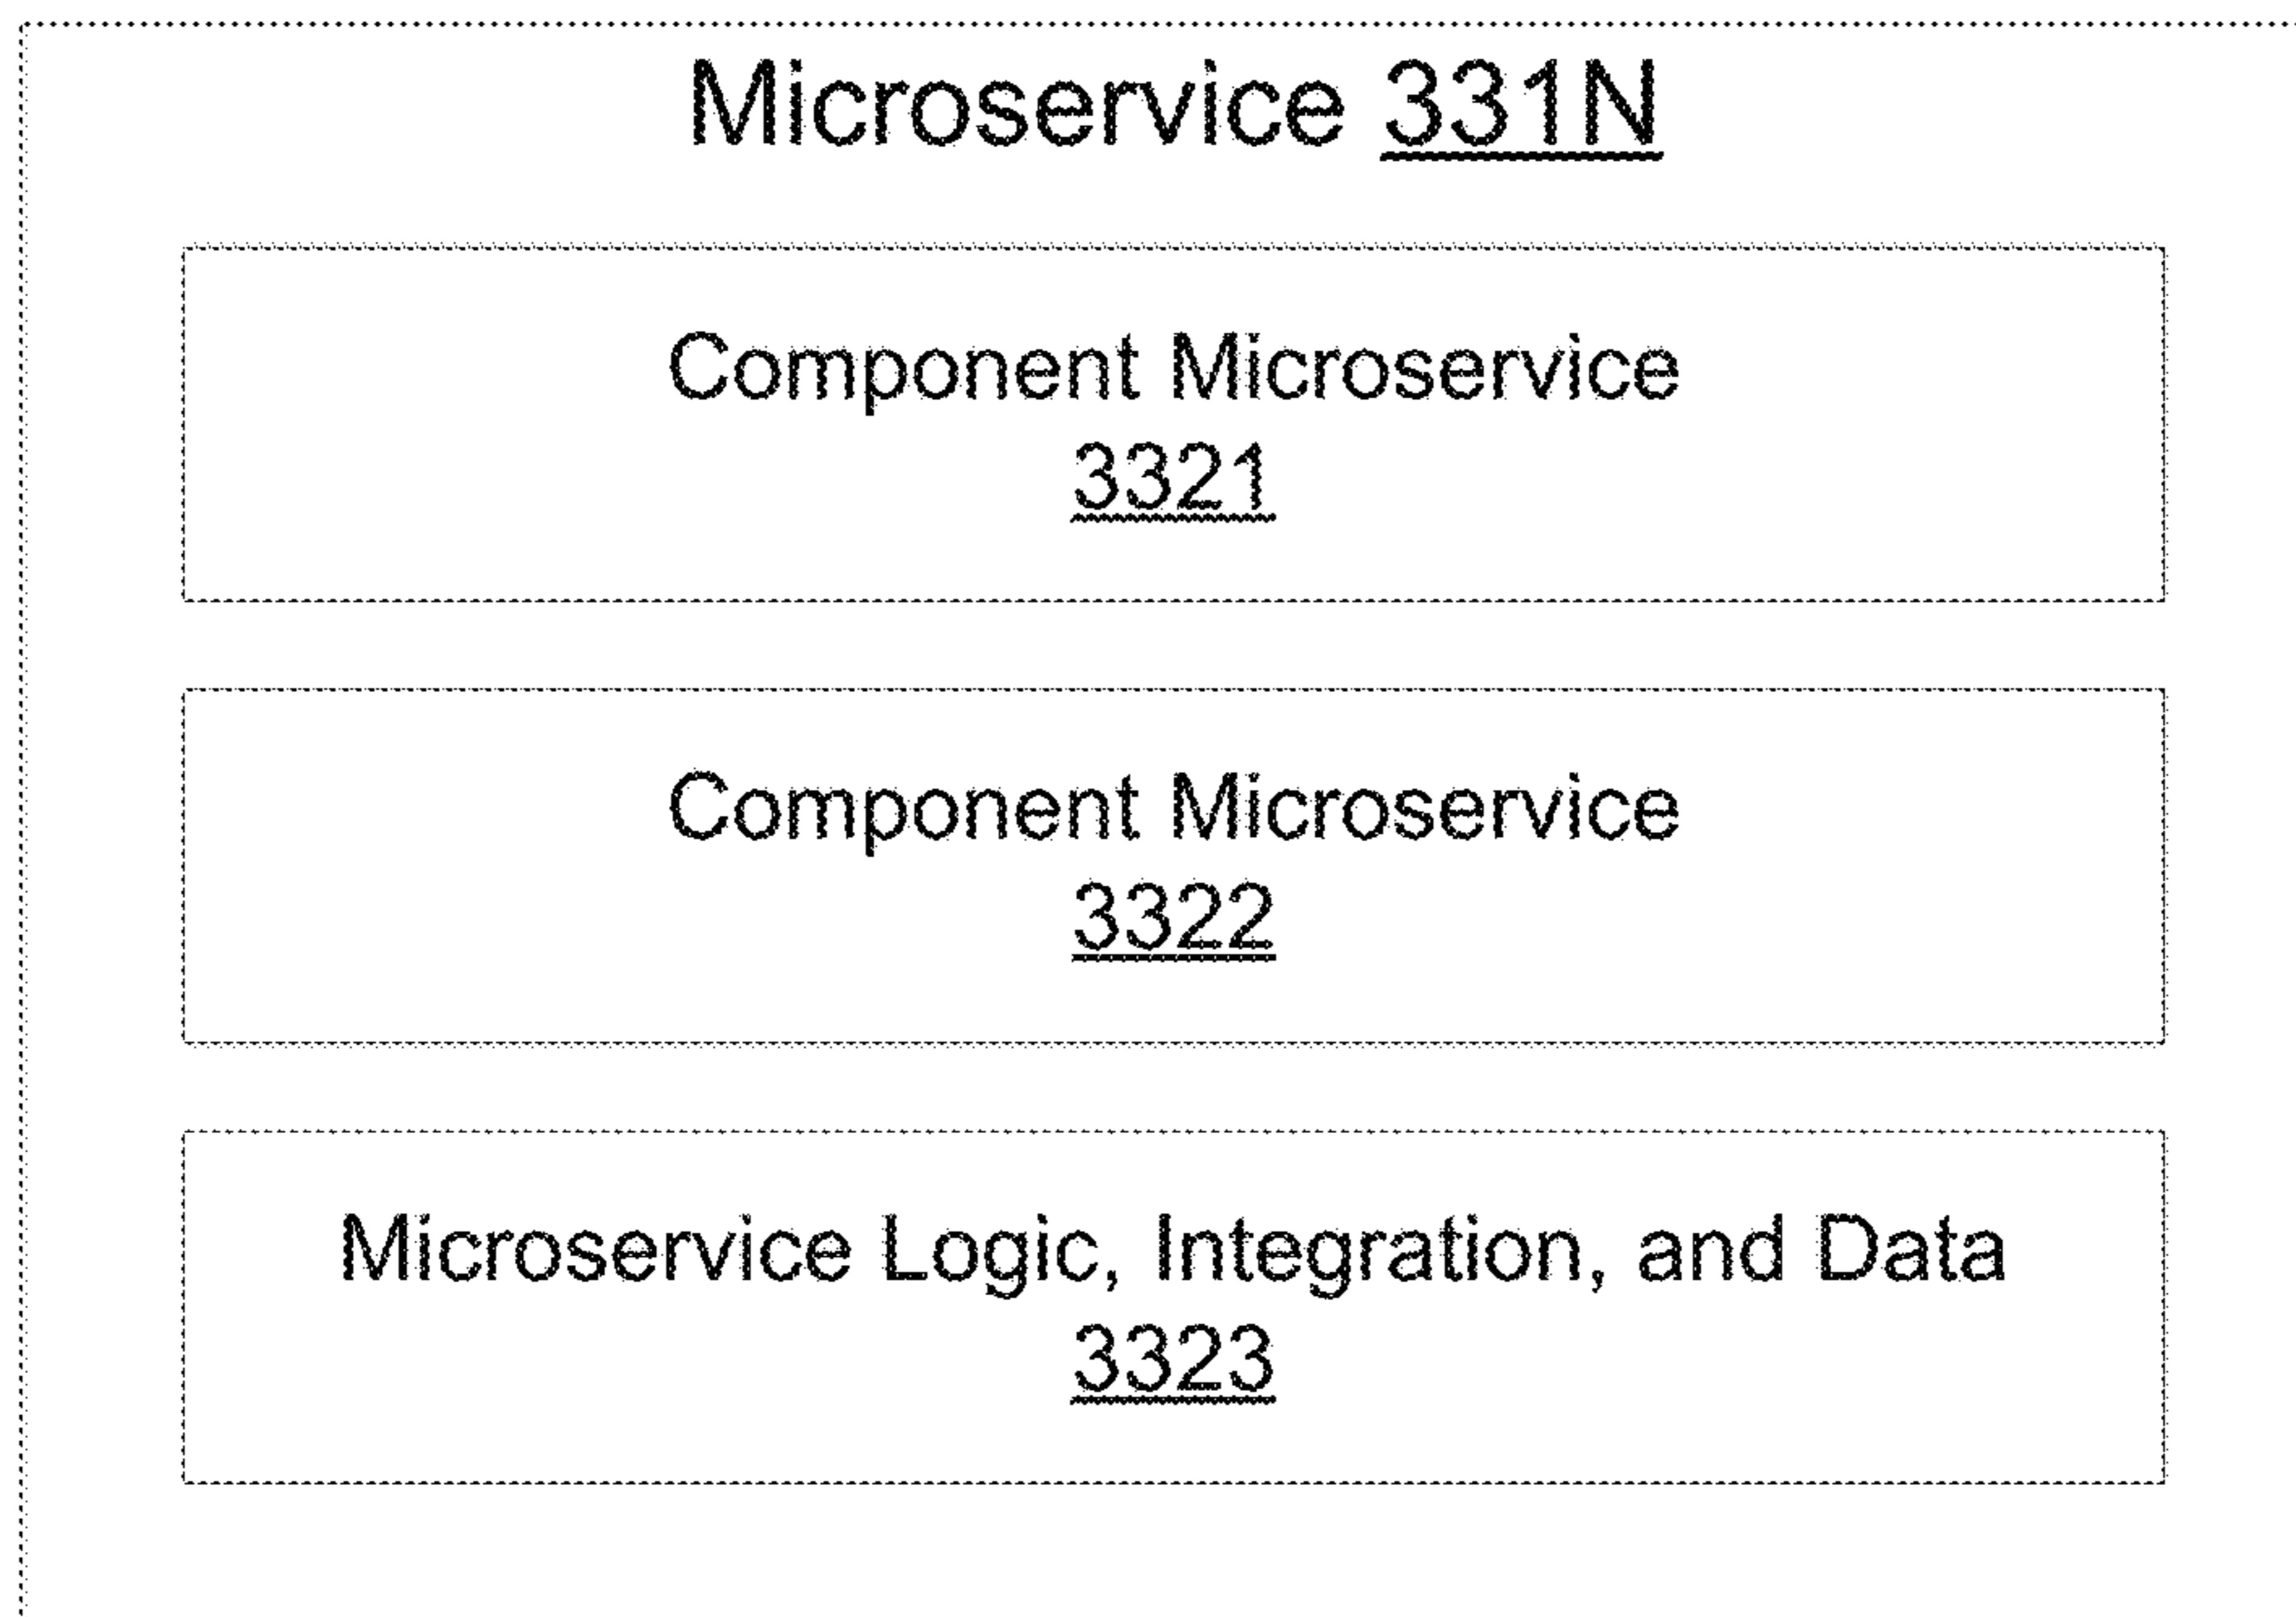 Microservice 331N
Component Microservice
3321
Component Microservice
3322
Microservice Logic, Integration, and Data
3323